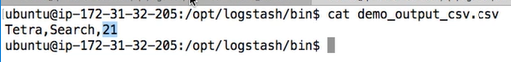 ubuntu@ip-172-31-32-205:/opt/logstash/bin$ cat demo_output_csv.csv
Tetra,Search,21
ubuntu@ip-172-31-32-205:/opt/logstash/bin$